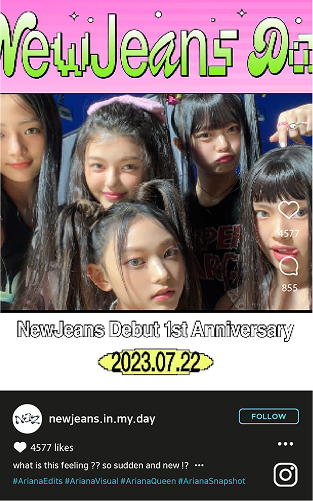 NewJeans Da
4577
855
NewJeans Debut 1st Anniversary
2023.07.22
newjeans.in.my.day
FOLLOW
4577 likes
what is this feeling ?? so sudden and new !? •••
#ArianaEdits #ArianaVisual #ArianaQueen #ArianaSnapshot